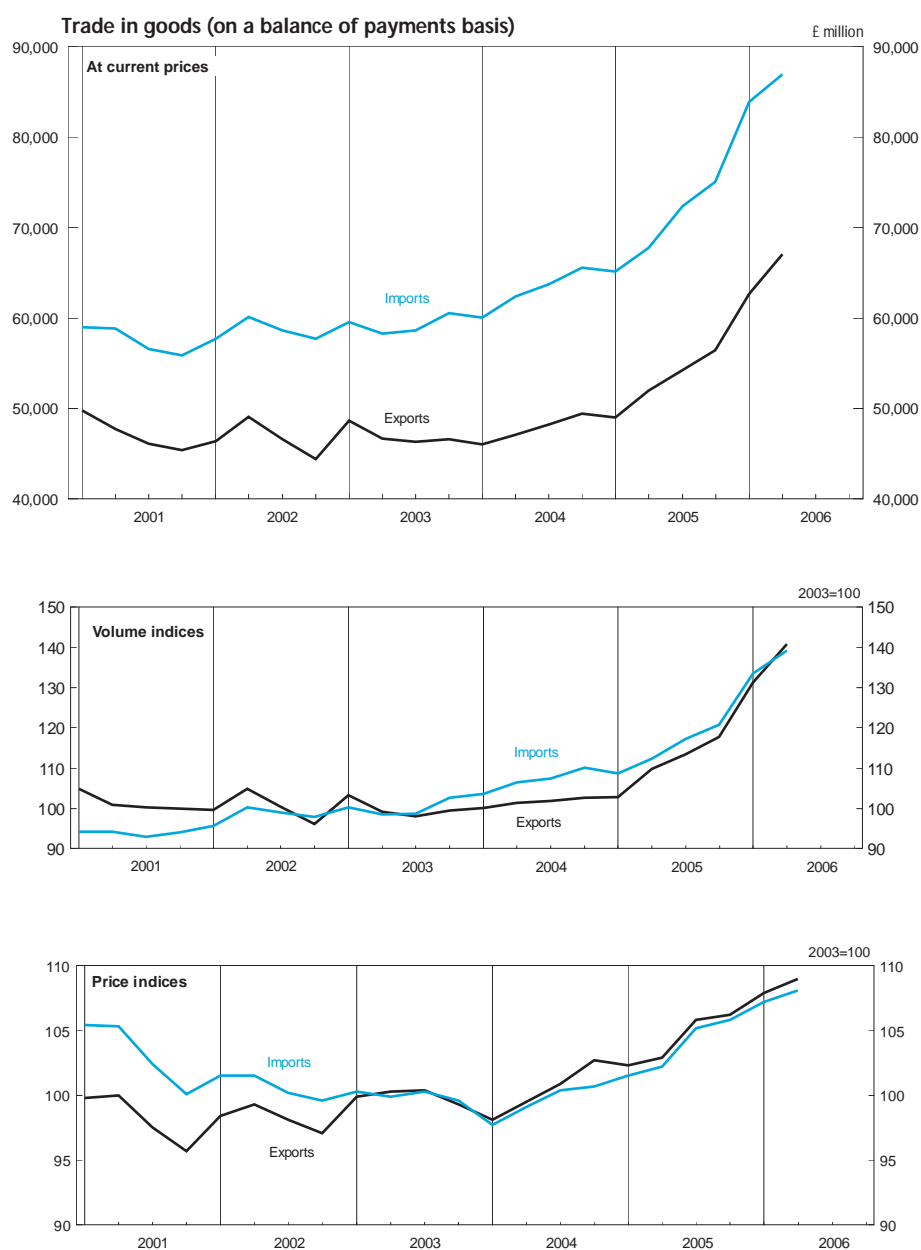 Trade in goods (on a balance of payments basis)
£ million
90,000 90,000
At current prices
80,000 80,000
70,000 70,000
Imports
60,000 60,000
Exports
50,000 50,000
40,000 40,000
2001 2002 2003 2004 2005 2006
2003=100
150 150
Volume indices
140 140
130 130
120 120
Imports
110 110
100 100
Exports
90 90
2001 2002 2003 2004 2005 2006
2003=100
110 110
Price indices
105 105
Imports
100 100
Exports
95 95
90 90
2001 2002 2003 2004 2005 2006